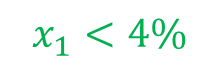 x₁ < 4%